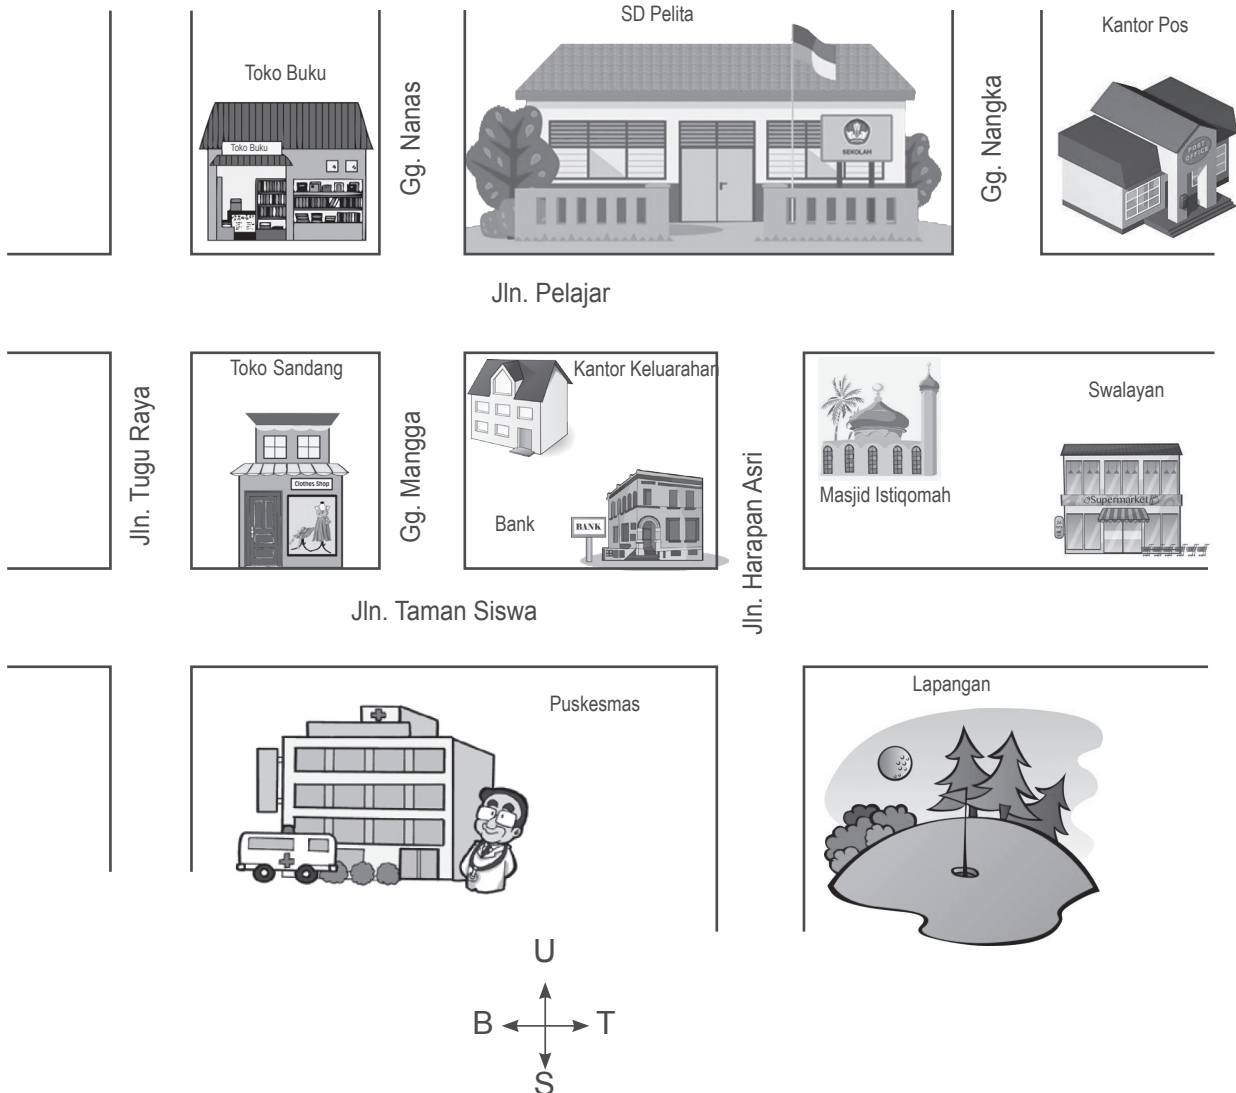 SD Pelita
Kantor Pos
Toko Buku
Toko Buku
Gg. Nanas
SEKOLAH
Gg. Nangka
POST OFFICE
Jln. Pelajar
Jln. Tugu Raya
Toko Sandang
Clothes Shop
Gg. Mangga
Kantor Keluarahan
Bank
BANK
Jln. Harapan Asri
Masjid Istiqomah
Swalayan
Supermarket
Jln. Taman Siswa
Puskesmas
Lapangan
U
B T
S